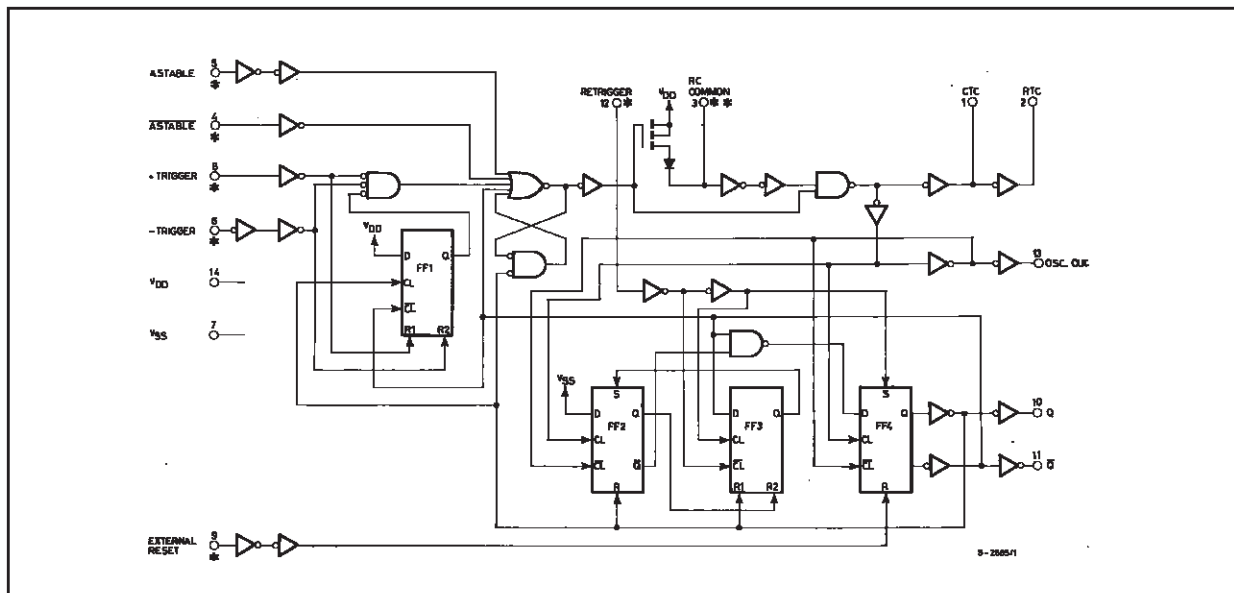 ASTABLE 5
*
ASTABLE 4
*
+ TRIGGER 8
*
- TRIGGER 6
*
VDD 14
VSS 7
EXTERNAL RESET 9
*
RETRIGGER
12 *
VDD
RC
COMMON
3 * *
CTC
1
RTC
2
13 OSC. OUT
VDD
D Q
FF1
CL
CL
R1 R2
VSS
S
D Q
FF2
CL
CL Q
R
D Q
FF3
CL
CL
R1 R2
S
D Q
FF4
CL
CL
R
10 Q
11 Q
S-2685/1